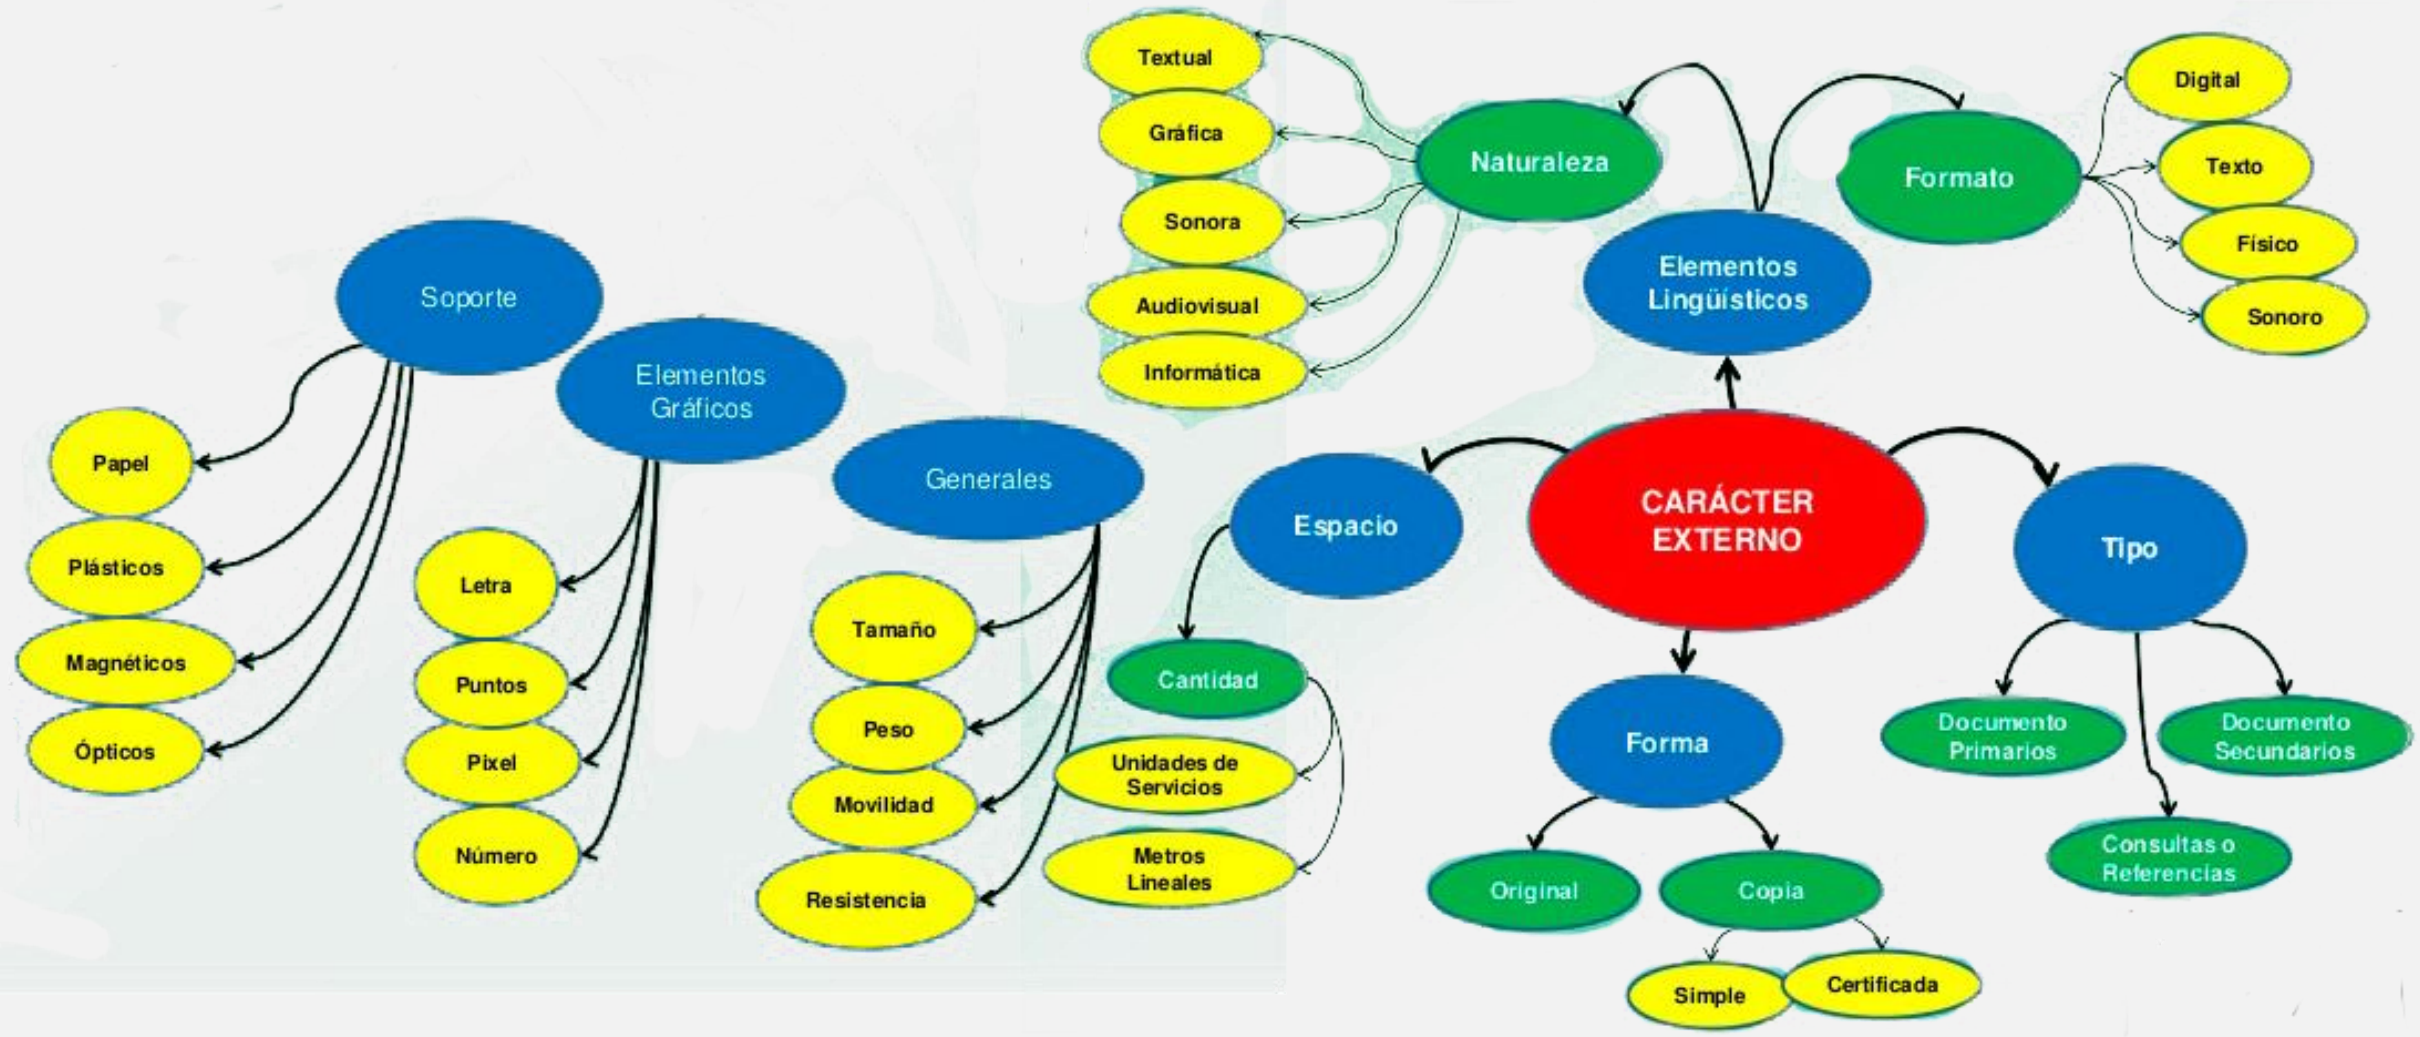 Soporte
Papel
Plásticos
Magnéticos
Ópticos
Elementos
Gráficos
Letra
Puntos
Pixel
Número
Generales
Tamaño
Peso
Movilidad
Resistencia
CARÁCTER
EXTERNO
Elementos
Lingüísticos
Naturaleza
Textual
Gráfica
Sonora
Audiovisual
Informática
Formato
Digital
Texto
Físico
Sonoro
Espacio
Cantidad
Unidades de
Servicios
Metros
Lineales
Forma
Original
Copia
Simple
Certificada
Tipo
Documento
Primarios
Consultas o
Referencias
Documento
Secundarios